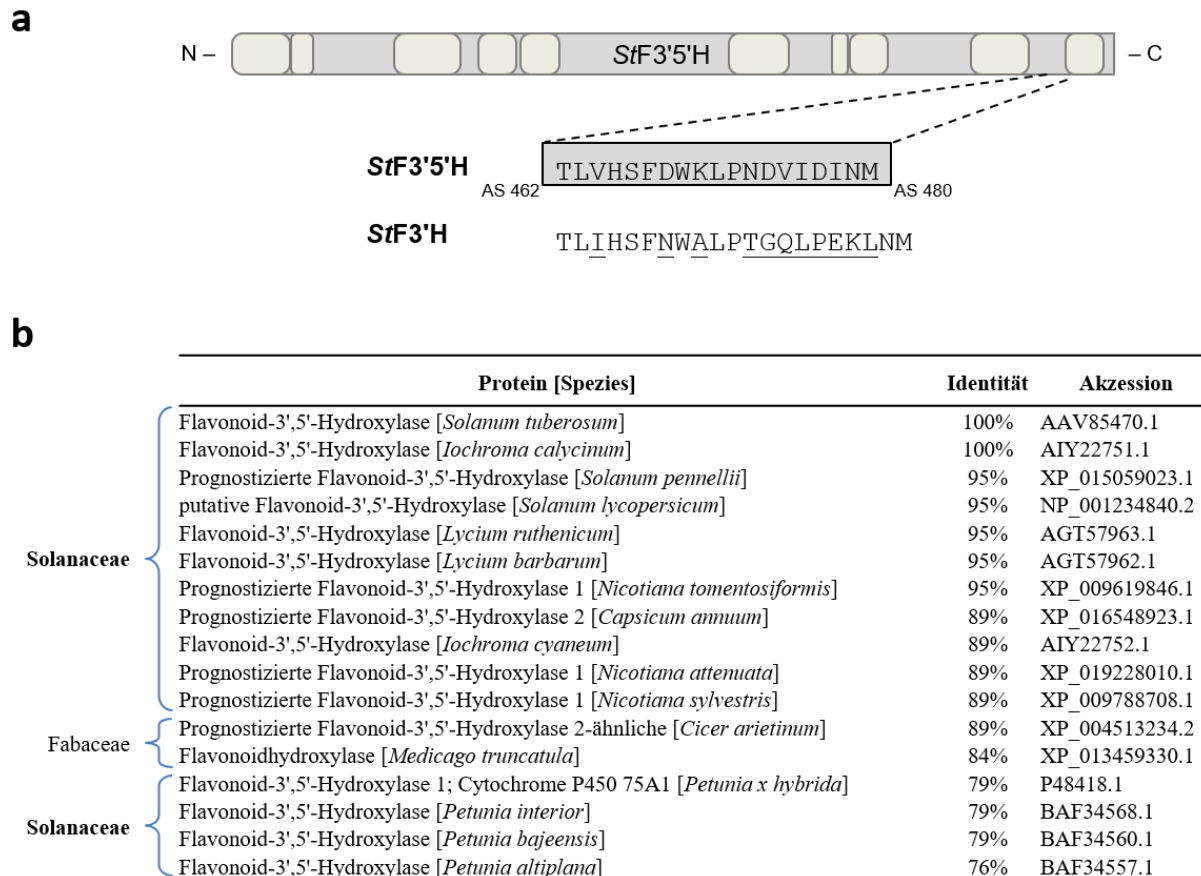 a
N – StF3'5'H – C
StF3'5'H TLVHSFDWKLPNDVIDINM
AS 462 AS 480
StF3'H TLIHSFNWALPTGQLPEKLNM
b
Protein [Spezies] Identität Akzession
Flavonoid-3',5'-Hydroxylase [Solanum tuberosum] 100% AAV85470.1
Flavonoid-3',5'-Hydroxylase [Iochroma calycinum] 100% AIY22751.1
Prognostizierte Flavonoid-3',5'-Hydroxylase [Solanum pennellii] 95% XP_015059023.1
putative Flavonoid-3',5'-Hydroxylase [Solanum lycopersicum] 95% NP_001234840.2
Flavonoid-3',5'-Hydroxylase [Lycium ruthenicum] 95% AGT57963.1
Solanaceae Flavonoid-3',5'-Hydroxylase [Lycium barbarum] 95% AGT57962.1
Prognostizierte Flavonoid-3',5'-Hydroxylase 1 [Nicotiana tomentosiformis] 95% XP_009619846.1
Prognostizierte Flavonoid-3',5'-Hydroxylase 2 [Capsicum annuum] 89% XP_016548923.1
Flavonoid-3',5'-Hydroxylase [Iochroma cyaneum] 89% AIY22752.1
Prognostizierte Flavonoid-3',5'-Hydroxylase 1 [Nicotiana attenuata] 89% XP_019228010.1
Prognostizierte Flavonoid-3',5'-Hydroxylase 1 [Nicotiana sylvestris] 89% XP_009788708.1
Fabaceae Prognostizierte Flavonoid-3',5'-Hydroxylase 2-ähnliche [Cicer arietinum] 89% XP_004513234.2
Flavonoidhydroxylase [Medicago truncatula] 84% XP_013459330.1
Flavonoid-3',5'-Hydroxylase 1; Cytochrome P450 75A1 [Petunia x hybrida] 79% P48418.1
Flavonoid-3',5'-Hydroxylase [Petunia interior] 79% BAF34568.1
Solanaceae Flavonoid-3',5'-Hydroxylase [Petunia bajeensis] 79% BAF34560.1
Flavonoid-3',5'-Hydroxylase [Petunia altiplana] 76% BAF34557.1